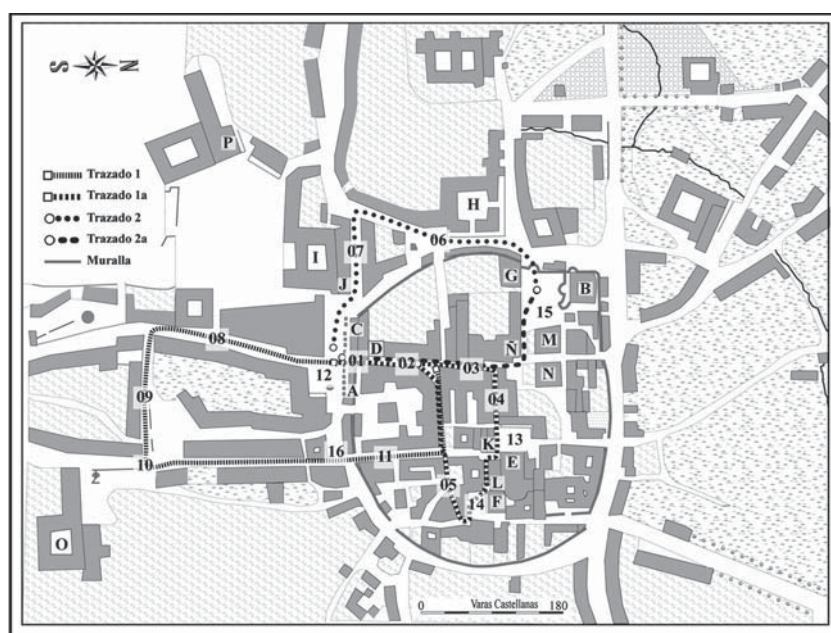 S N
P
Trazado 1
Trazado 1a
Trazado 2
Trazado 2a
Muralla
H
I
07
06
J
G
B
15
C
08
D
M
Ñ
01
02
03
12
N
09
A
04
K
13
16
11
E
10
05
L
Z
14
F
O
Varas Castellanas
0
180